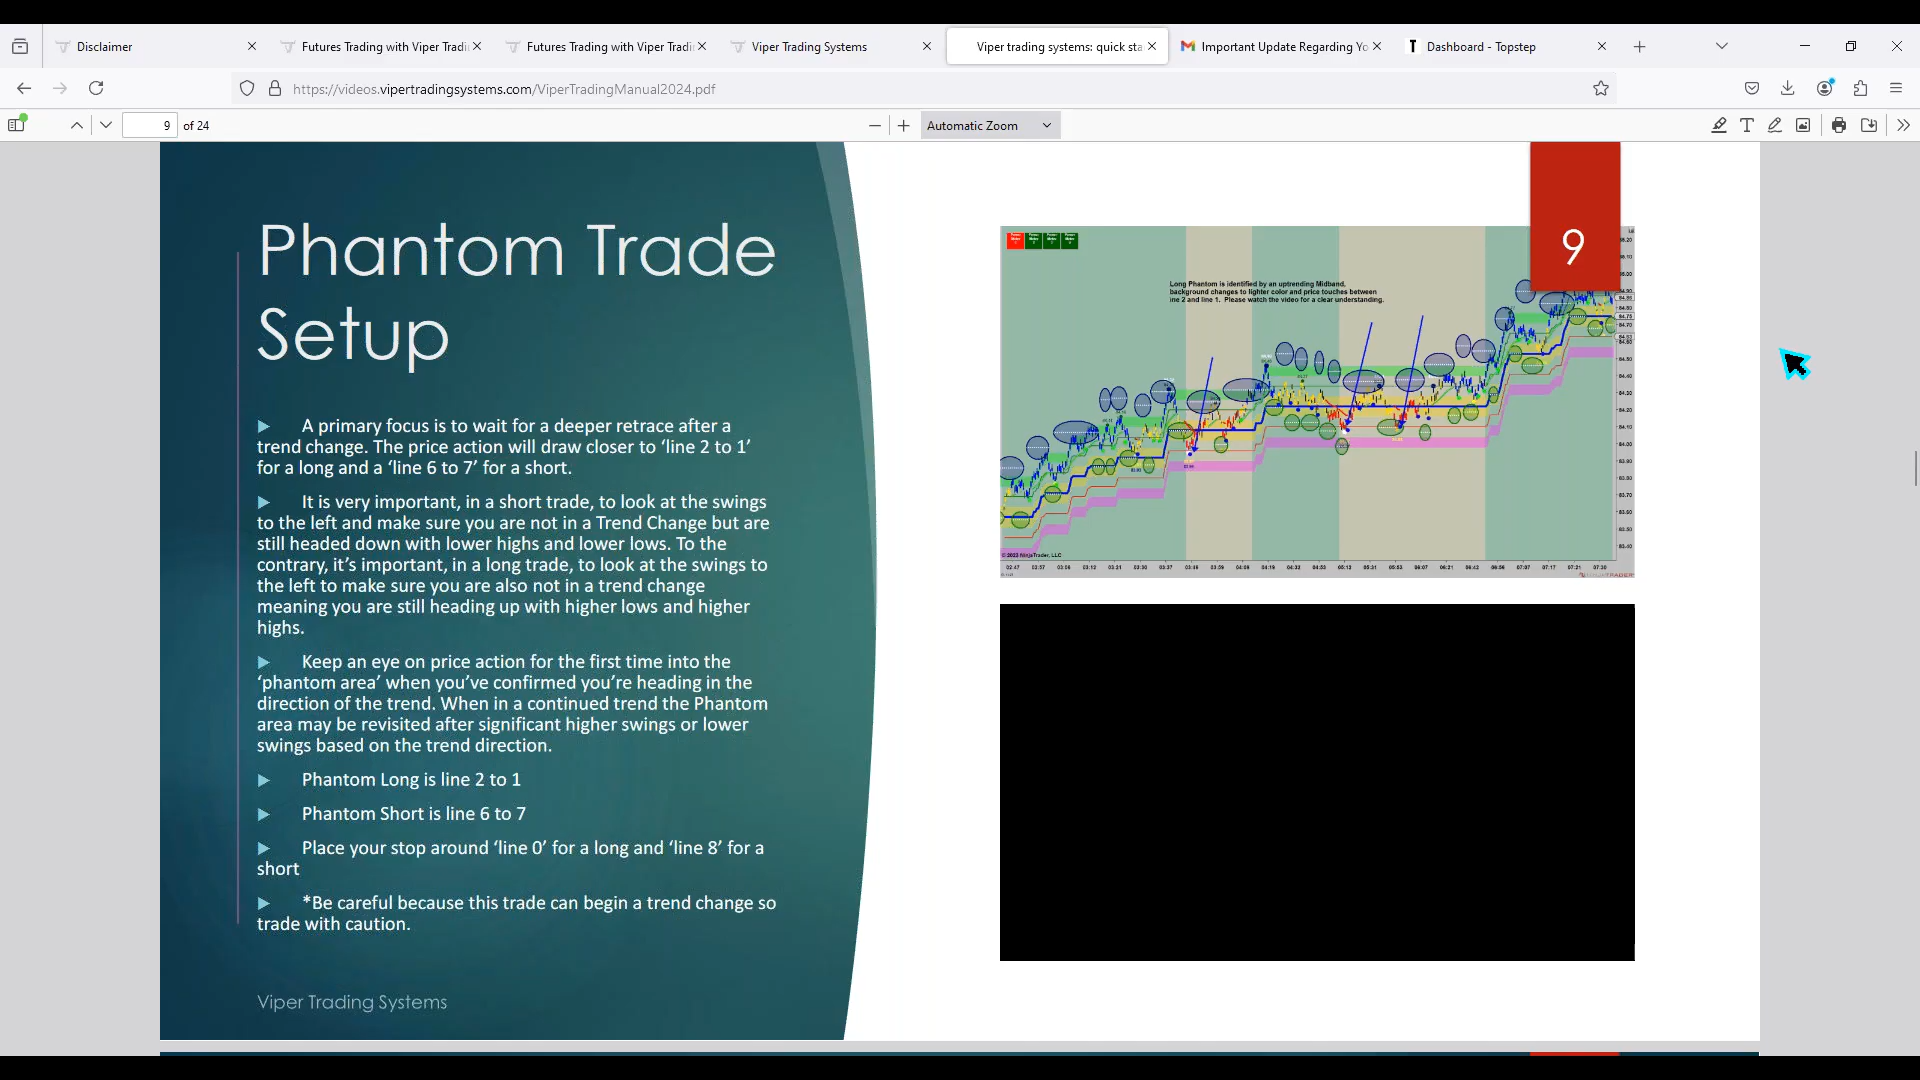 Disclaimer
Futures Trading with Viper Tradi
Futures Trading with Viper Tradi
Viper Trading Systems
Viper trading systems: quick sta
Important Update Regarding Yo
Dashboard - Topstep
https://videos.vipertradingsystems.com/ViperTradingManual2024.pdf
9 of 24
Automatic Zoom
Phantom Trade
Setup
A primary focus is to wait for a deeper retrace after a
trend change. The price action will draw closer to ‘line 2 to 1’
for a long and a ‘line 6 to 7’ for a short.
It is very important, in a short trade, to look at the swings
to the left and make sure you are not in a Trend Change but are
still headed down with lower highs and lower lows. To the
contrary, it’s important, in a long trade, to look at the swings to
the left to make sure you are also not in a trend change
meaning you are still heading up with higher lows and higher
highs.
Keep an eye on price action for the first time into the
‘phantom area’ when you’ve confirmed you’re heading in the
direction of the trend. When in a continued trend the Phantom
area may be revisited after significant higher swings or lower
swings based on the trend direction.
Phantom Long is line 2 to 1
Phantom Short is line 6 to 7
Place your stop around ‘line 0’ for a long and ‘line 8’ for a
short
*Be careful because this trade can begin a trend change so
trade with caution.
Viper Trading Systems
9
Long Phantom is identified by an uptrending Midband,
background changes to lighter color and price touches between
ine 2 and line 1. Please watch the video for a clear understanding.
© 2023 NinjaTrader, LLC